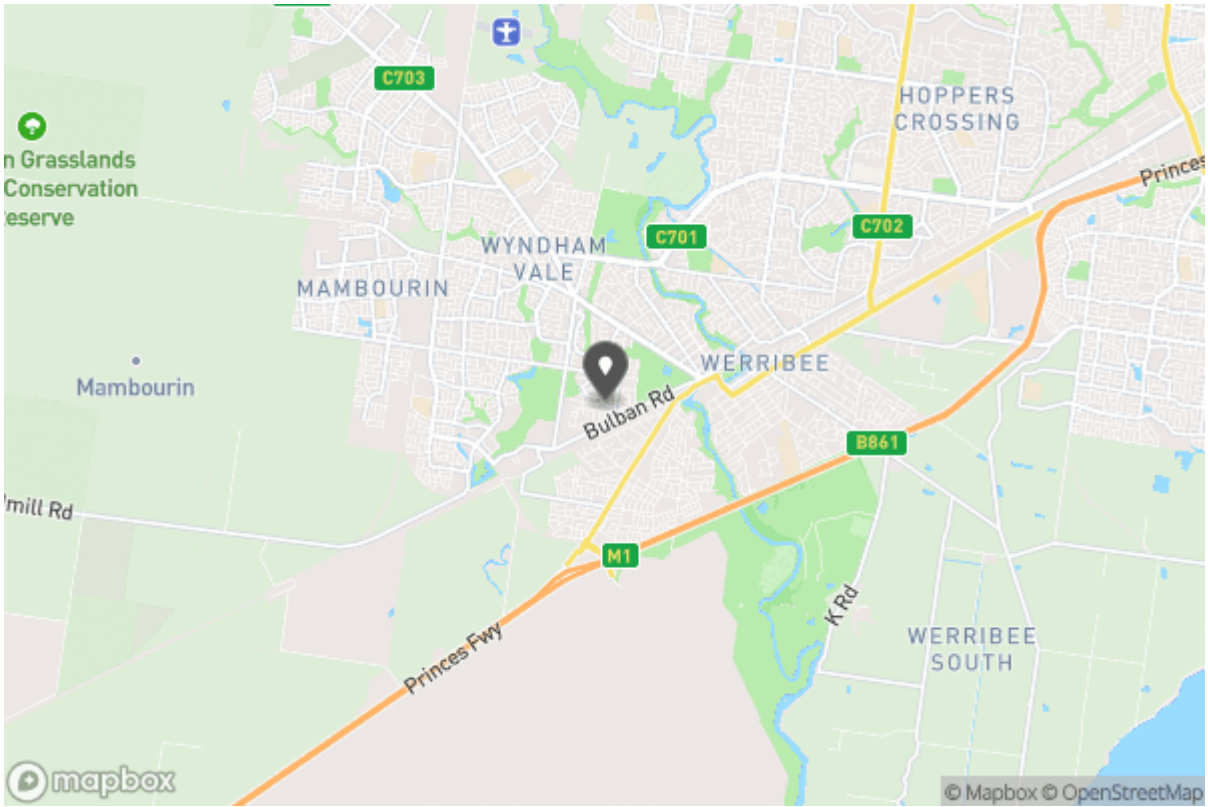 C703
HOPPERS
CROSSING
n Grasslands
Conservation
eserve
Princes
C702
C701
WYNDHAM
VALE
MAMBOURIN
WERRIBEE
Mambourin
Bulban Rd
B861
lmill Rd
M1
K Rd
WERRIBEE
SOUTH
Princes Fwy
mapbox
© Mapbox © OpenStreetMap